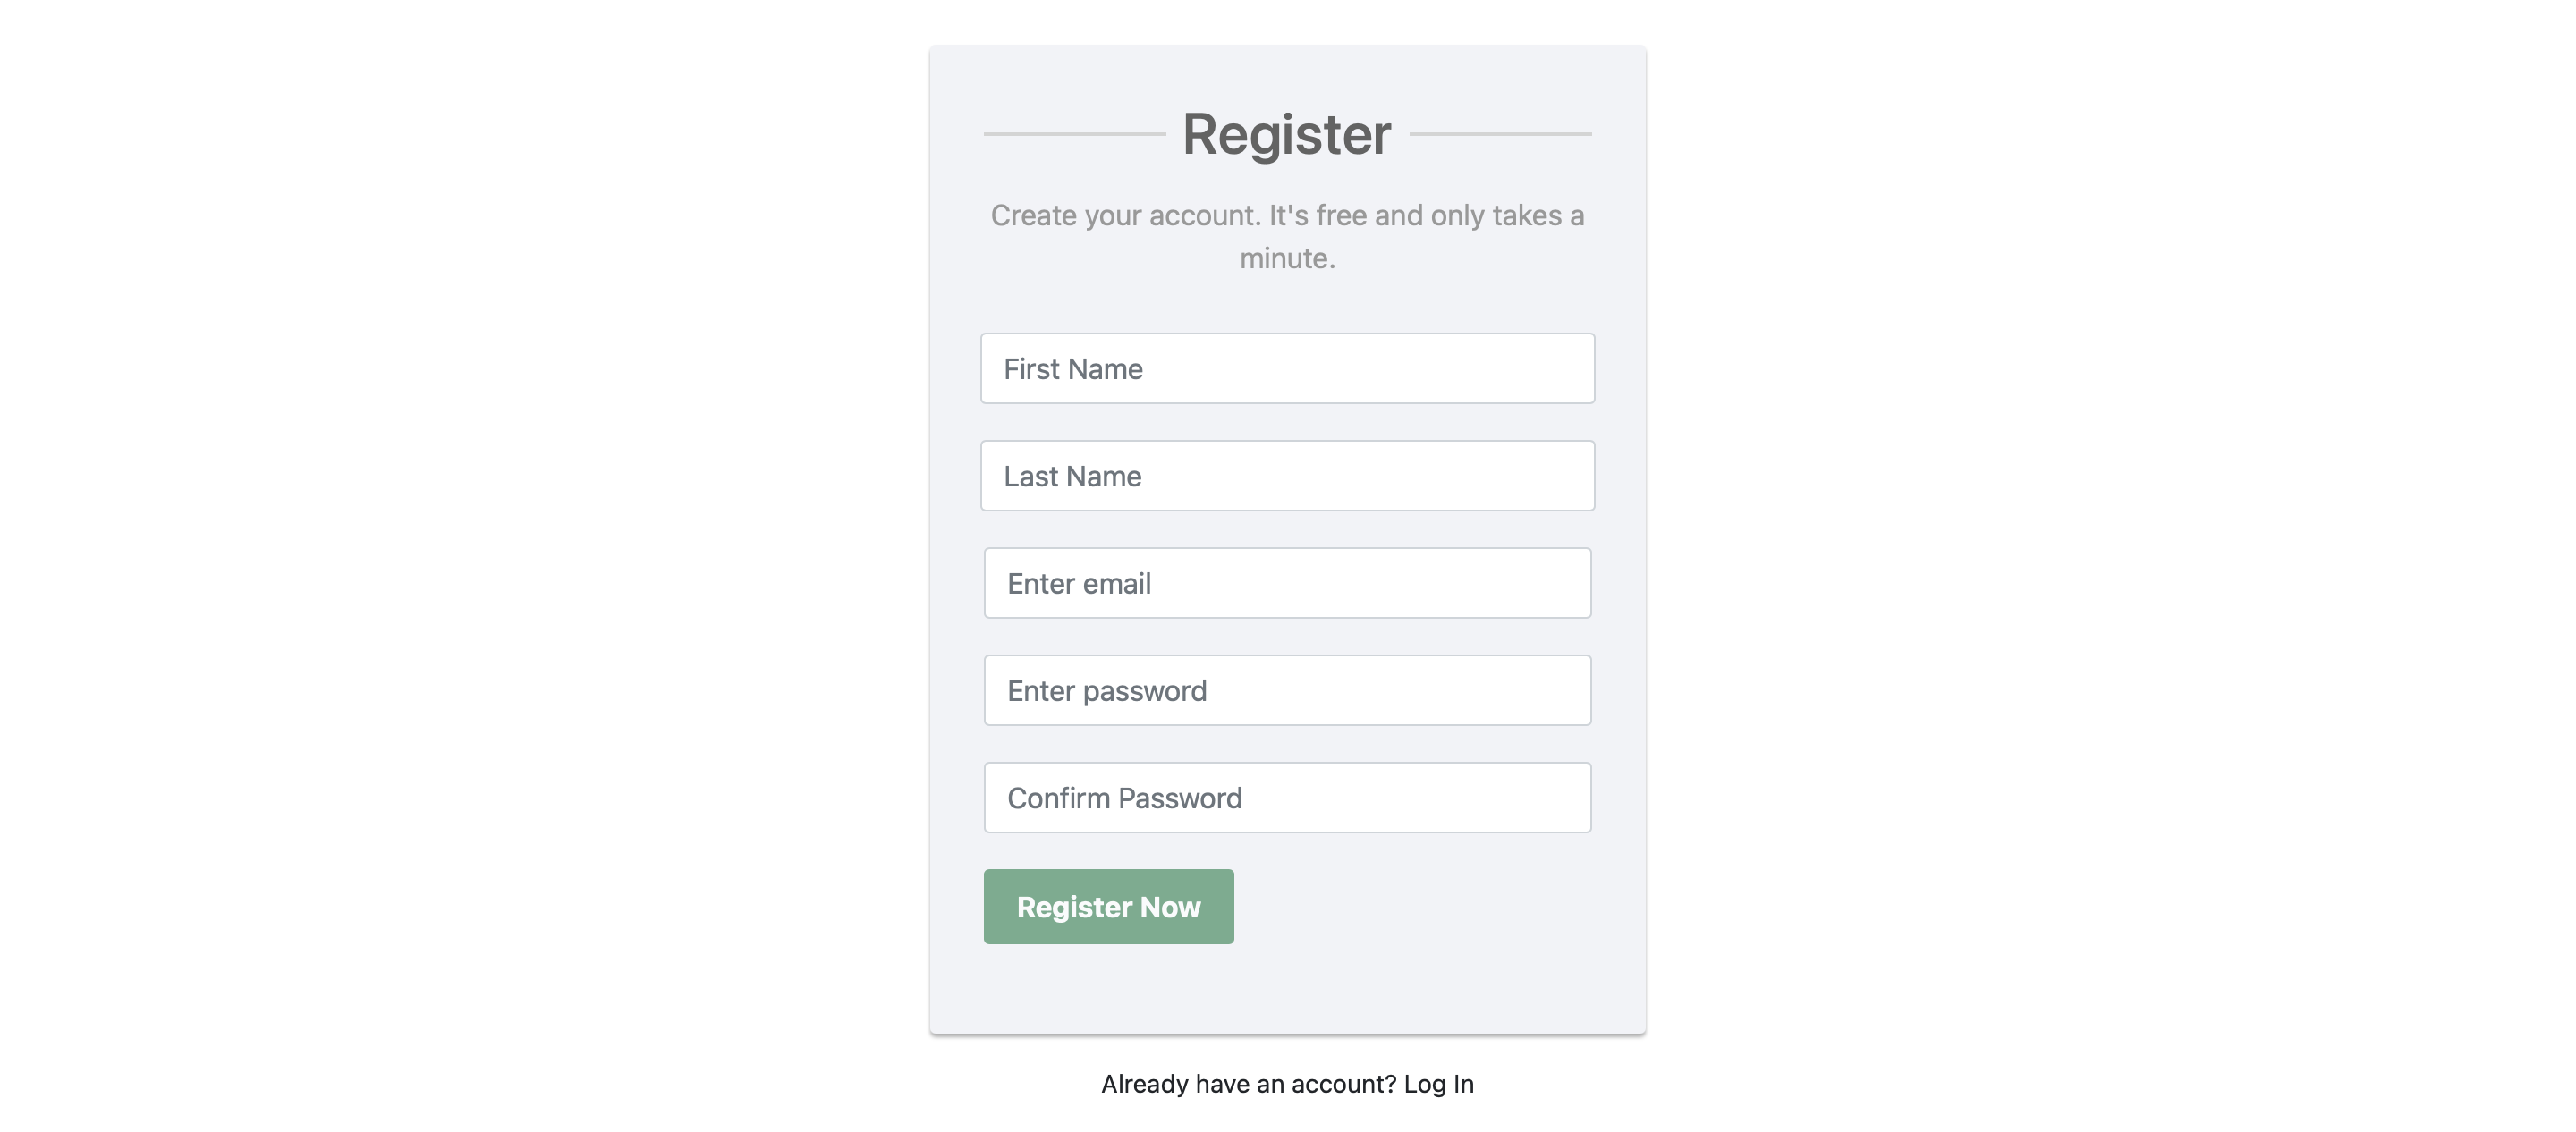 Register
Create your account. It's free and only takes a
minute.
First Name
Last Name
Enter email
Enter password
Confirm Password
Register Now
Already have an account? Log In